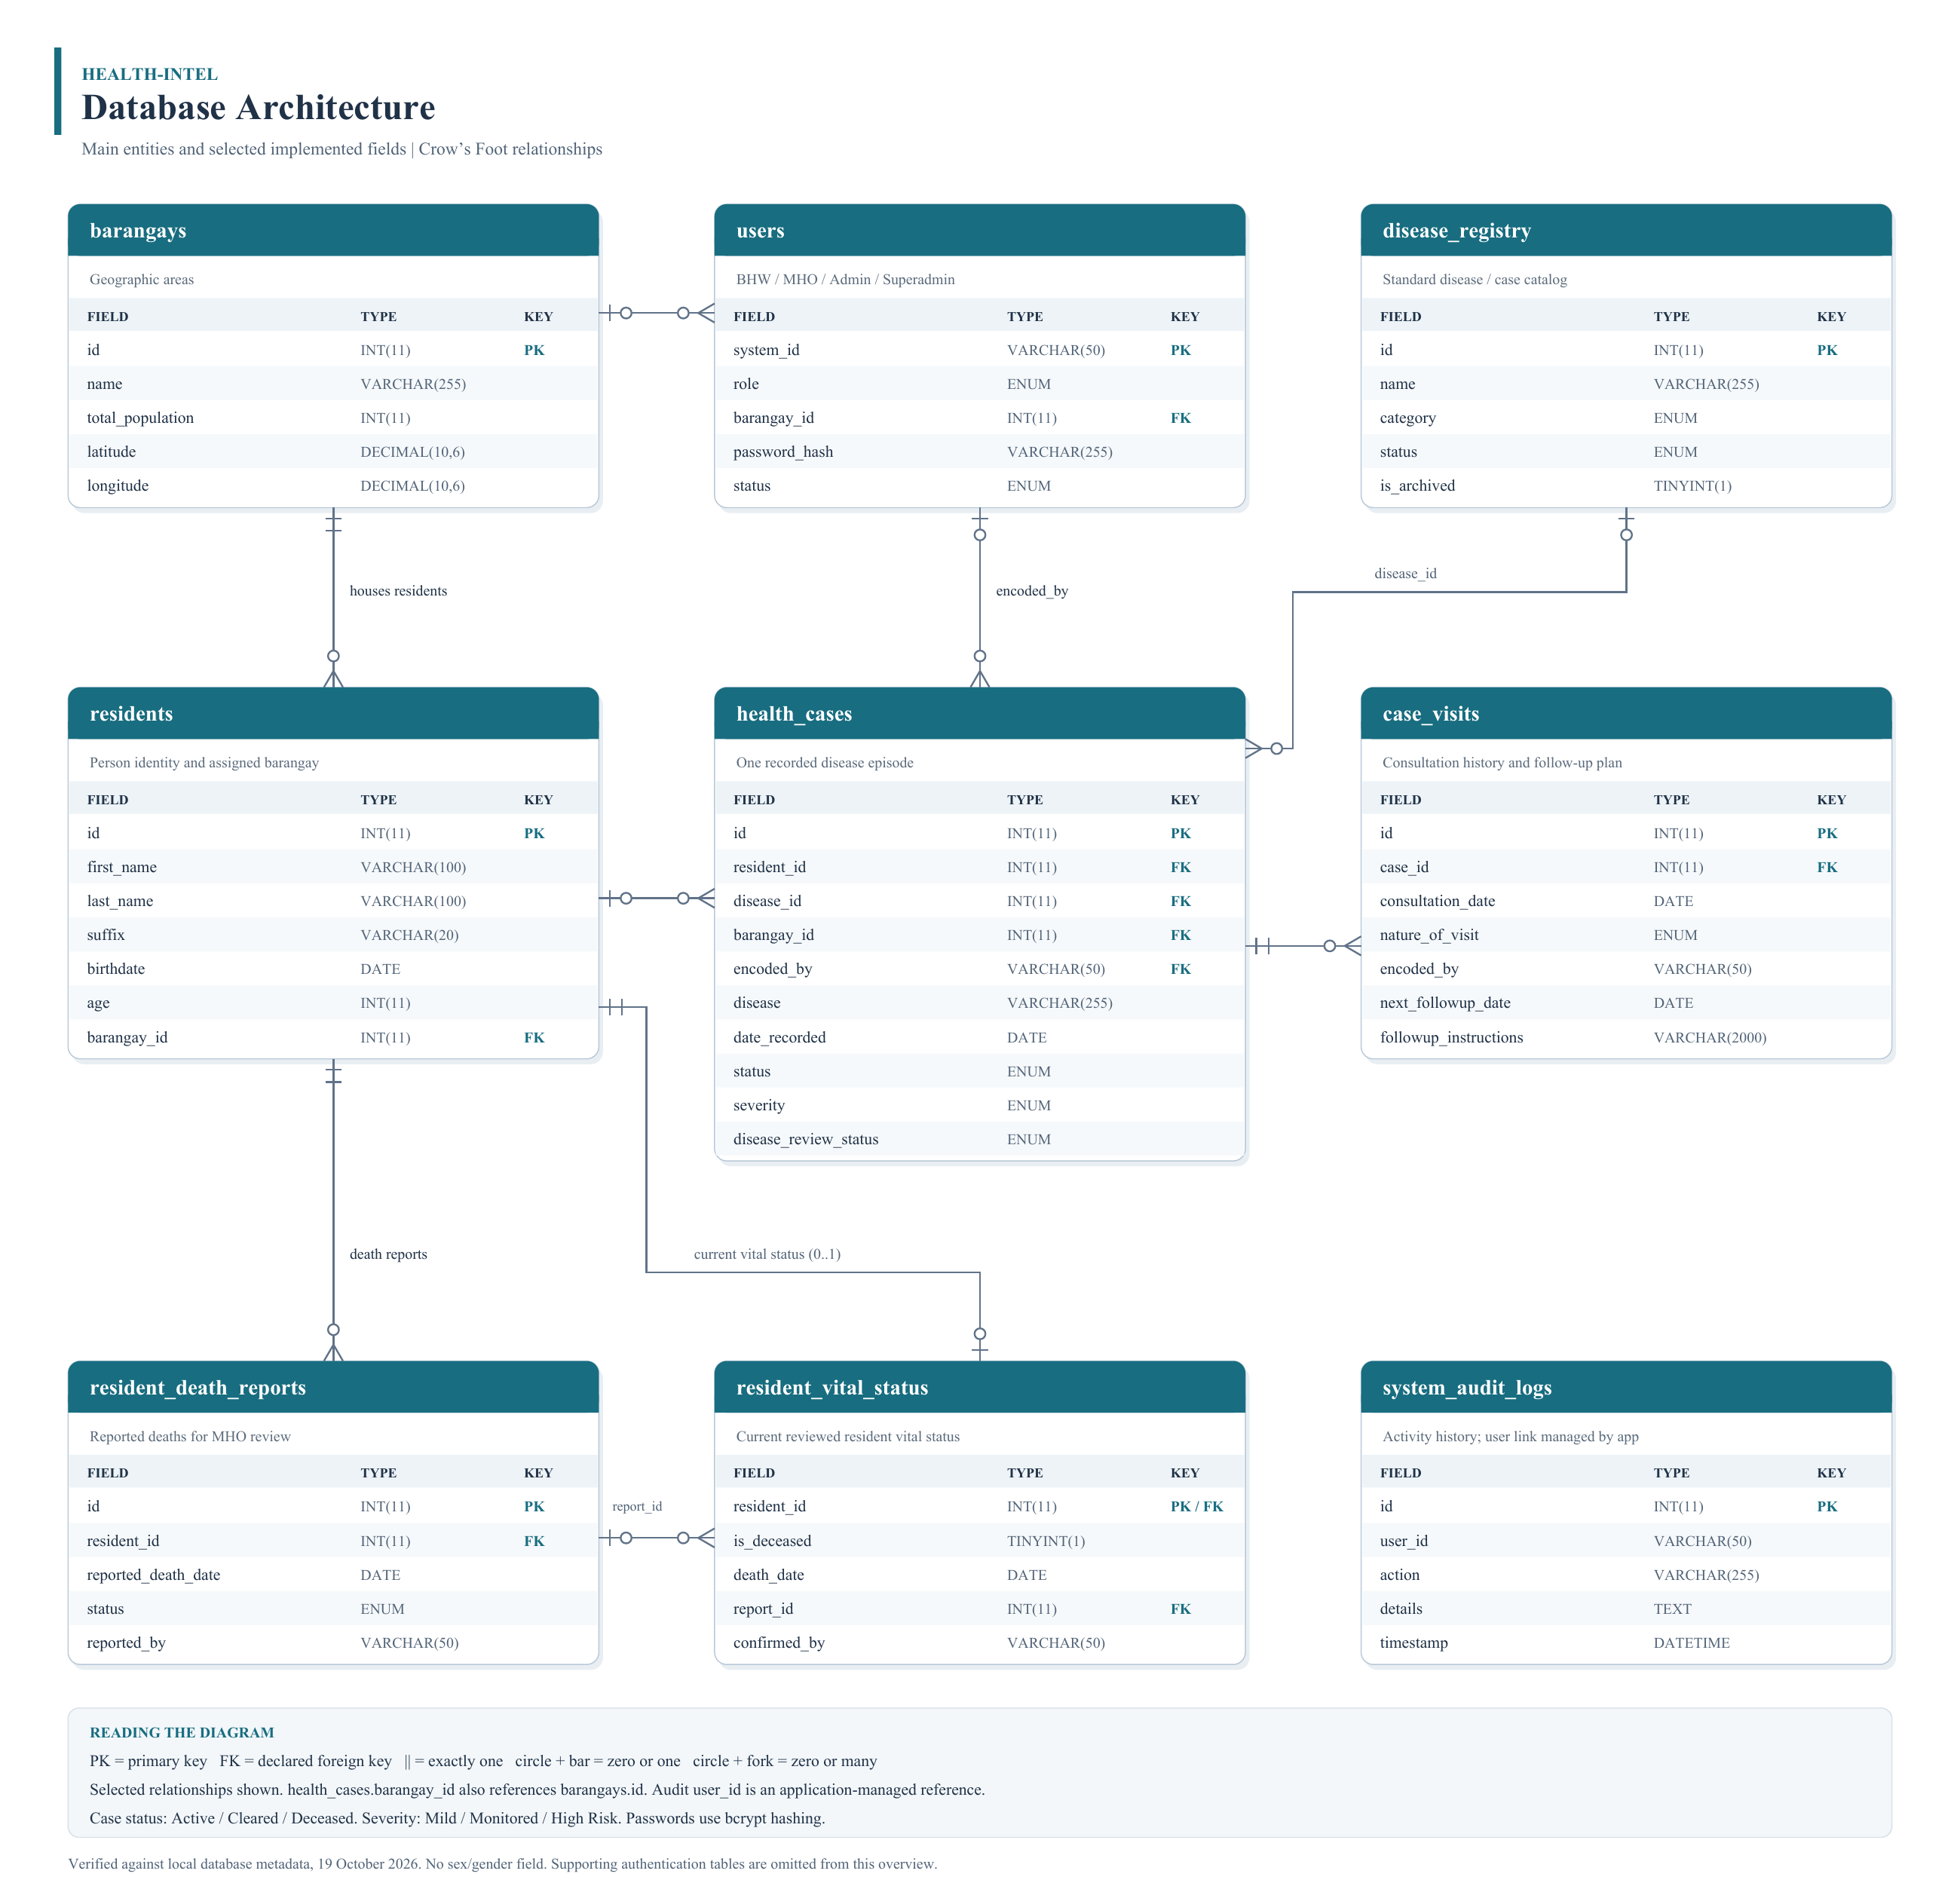 HEALTH-INTEL
Database Architecture
Main entities and selected implemented fields | Crow’s Foot relationships
barangays
Geographic areas
FIELD TYPE KEY
id INT(11) PK
name VARCHAR(255)
total_population INT(11)
latitude DECIMAL(10,6)
longitude DECIMAL(10,6)
users
BHW / MHO / Admin / Superadmin
FIELD TYPE KEY
system_id VARCHAR(50) PK
role ENUM
barangay_id INT(11) FK
password_hash VARCHAR(255)
status ENUM
disease_registry
Standard disease / case catalog
FIELD TYPE KEY
id INT(11) PK
name VARCHAR(255)
category ENUM
status ENUM
is_archived TINYINT(1)
houses residents
encoded_by
disease_id
residents
Person identity and assigned barangay
FIELD TYPE KEY
id INT(11) PK
first_name VARCHAR(100)
last_name VARCHAR(100)
suffix VARCHAR(20)
birthdate DATE
age INT(11)
barangay_id INT(11) FK
health_cases
One recorded disease episode
FIELD TYPE KEY
id INT(11) PK
resident_id INT(11) FK
disease_id INT(11) FK
barangay_id INT(11) FK
encoded_by VARCHAR(50) FK
disease VARCHAR(255)
date_recorded DATE
status ENUM
severity ENUM
disease_review_status ENUM
case_visits
Consultation history and follow-up plan
FIELD TYPE KEY
id INT(11) PK
case_id INT(11) FK
consultation_date DATE
nature_of_visit ENUM
encoded_by VARCHAR(50)
next_followup_date DATE
followup_instructions VARCHAR(2000)
death reports
current vital status (0..1)
resident_death_reports
Reported deaths for MHO review
FIELD TYPE KEY
id INT(11) PK
resident_id INT(11) FK
reported_death_date DATE
status ENUM
reported_by VARCHAR(50)
report_id
resident_vital_status
Current reviewed resident vital status
FIELD TYPE KEY
resident_id INT(11) PK / FK
is_deceased TINYINT(1)
death_date DATE
report_id INT(11) FK
confirmed_by VARCHAR(50)
system_audit_logs
Activity history; user link managed by app
FIELD TYPE KEY
id INT(11) PK
user_id VARCHAR(50)
action VARCHAR(255)
details TEXT
timestamp DATETIME
READING THE DIAGRAM
PK = primary key FK = declared foreign key || = exactly one circle + bar = zero or one circle + fork = zero or many
Selected relationships shown. health_cases.barangay_id also references barangays.id. Audit user_id is an application-managed reference.
Case status: Active / Cleared / Deceased. Severity: Mild / Monitored / High Risk. Passwords use bcrypt hashing.
Verified against local database metadata, 19 October 2026. No sex/gender field. Supporting authentication tables are omitted from this overview.